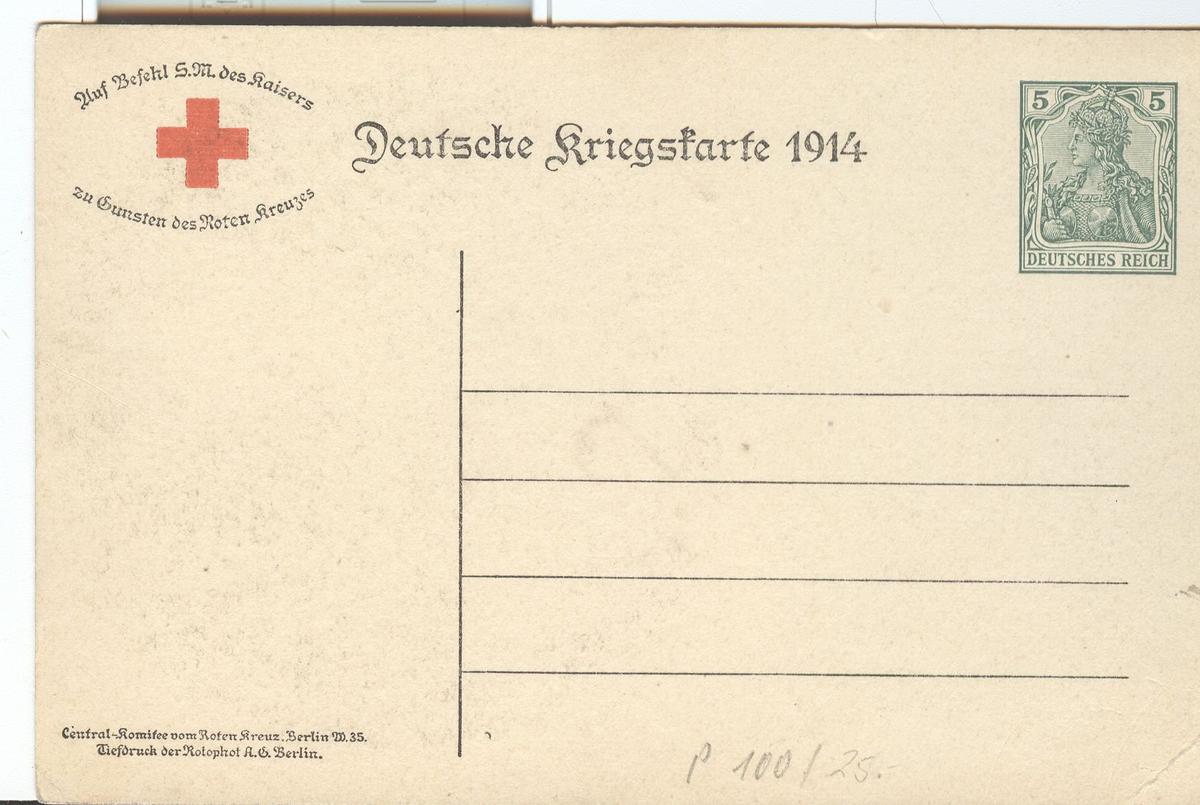 Auf Befehl S.M. des Kaisers
zu Gunsten des Roten Kreuzes
Deutsche Kriegskarte 1914
5 5
DEUTSCHES REICH
Central-Komitee vom Roten Kreuz. Berlin W.35.
Tiefdruck der Rotophot A.G. Berlin.
P 100 / 25.-